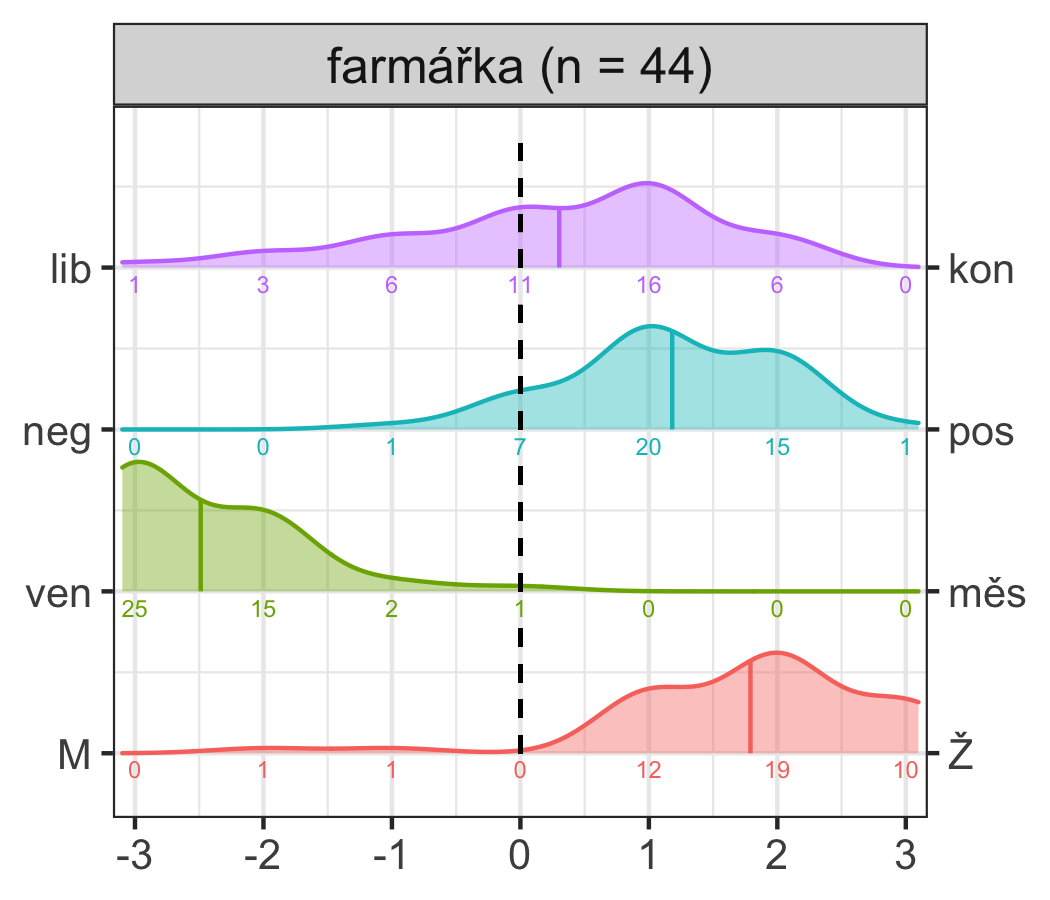 farmářka (n = 44)
lib kon
1 3 6 11 16 6 0
neg pos
0 0 1 7 20 15 1
ven měs
25 15 2 1 0 0 0
M Ž
0 1 1 0 12 19 10
-3 -2 -1 0 1 2 3